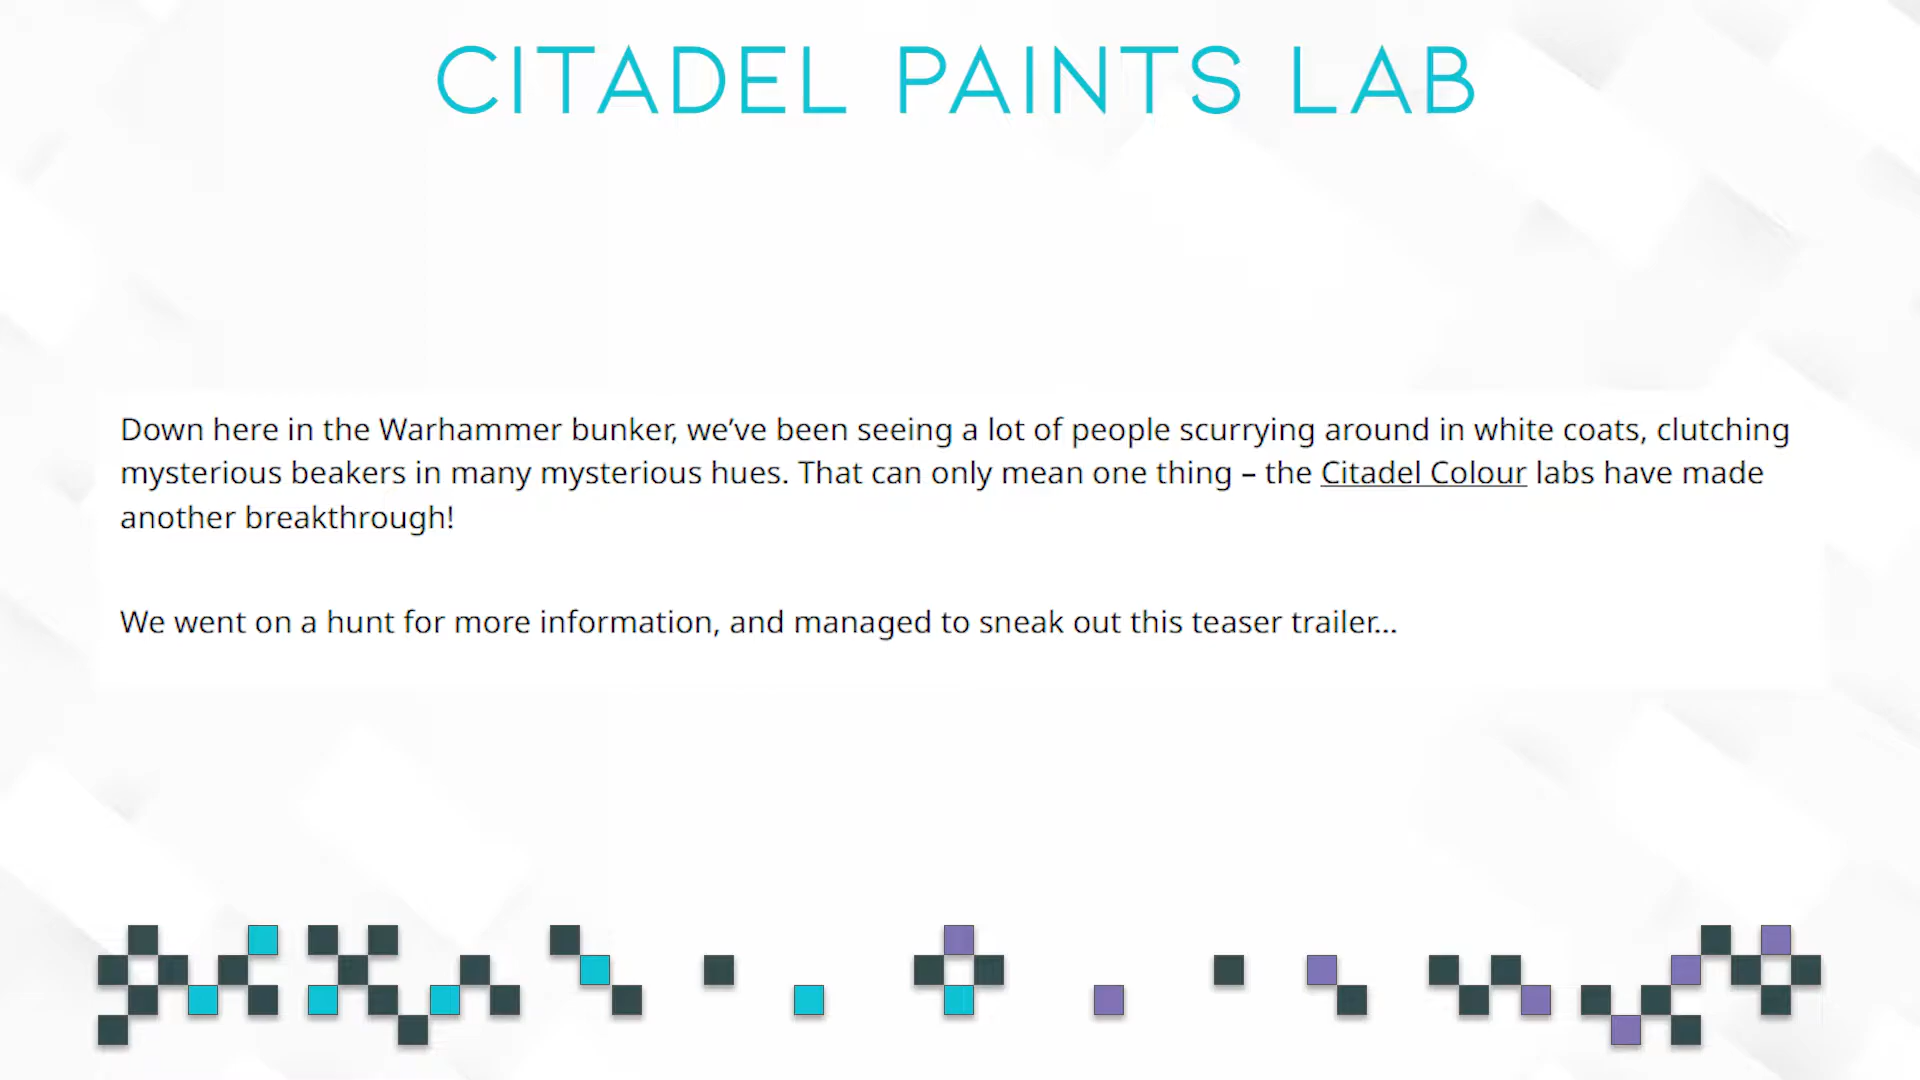 CITADEL PAINTS LAB
Down here in the Warhammer bunker, we’ve been seeing a lot of people scurrying around in white coats, clutching
mysterious beakers in many mysterious hues. That can only mean one thing – the Citadel Colour labs have made
another breakthrough!
We went on a hunt for more information, and managed to sneak out this teaser trailer...